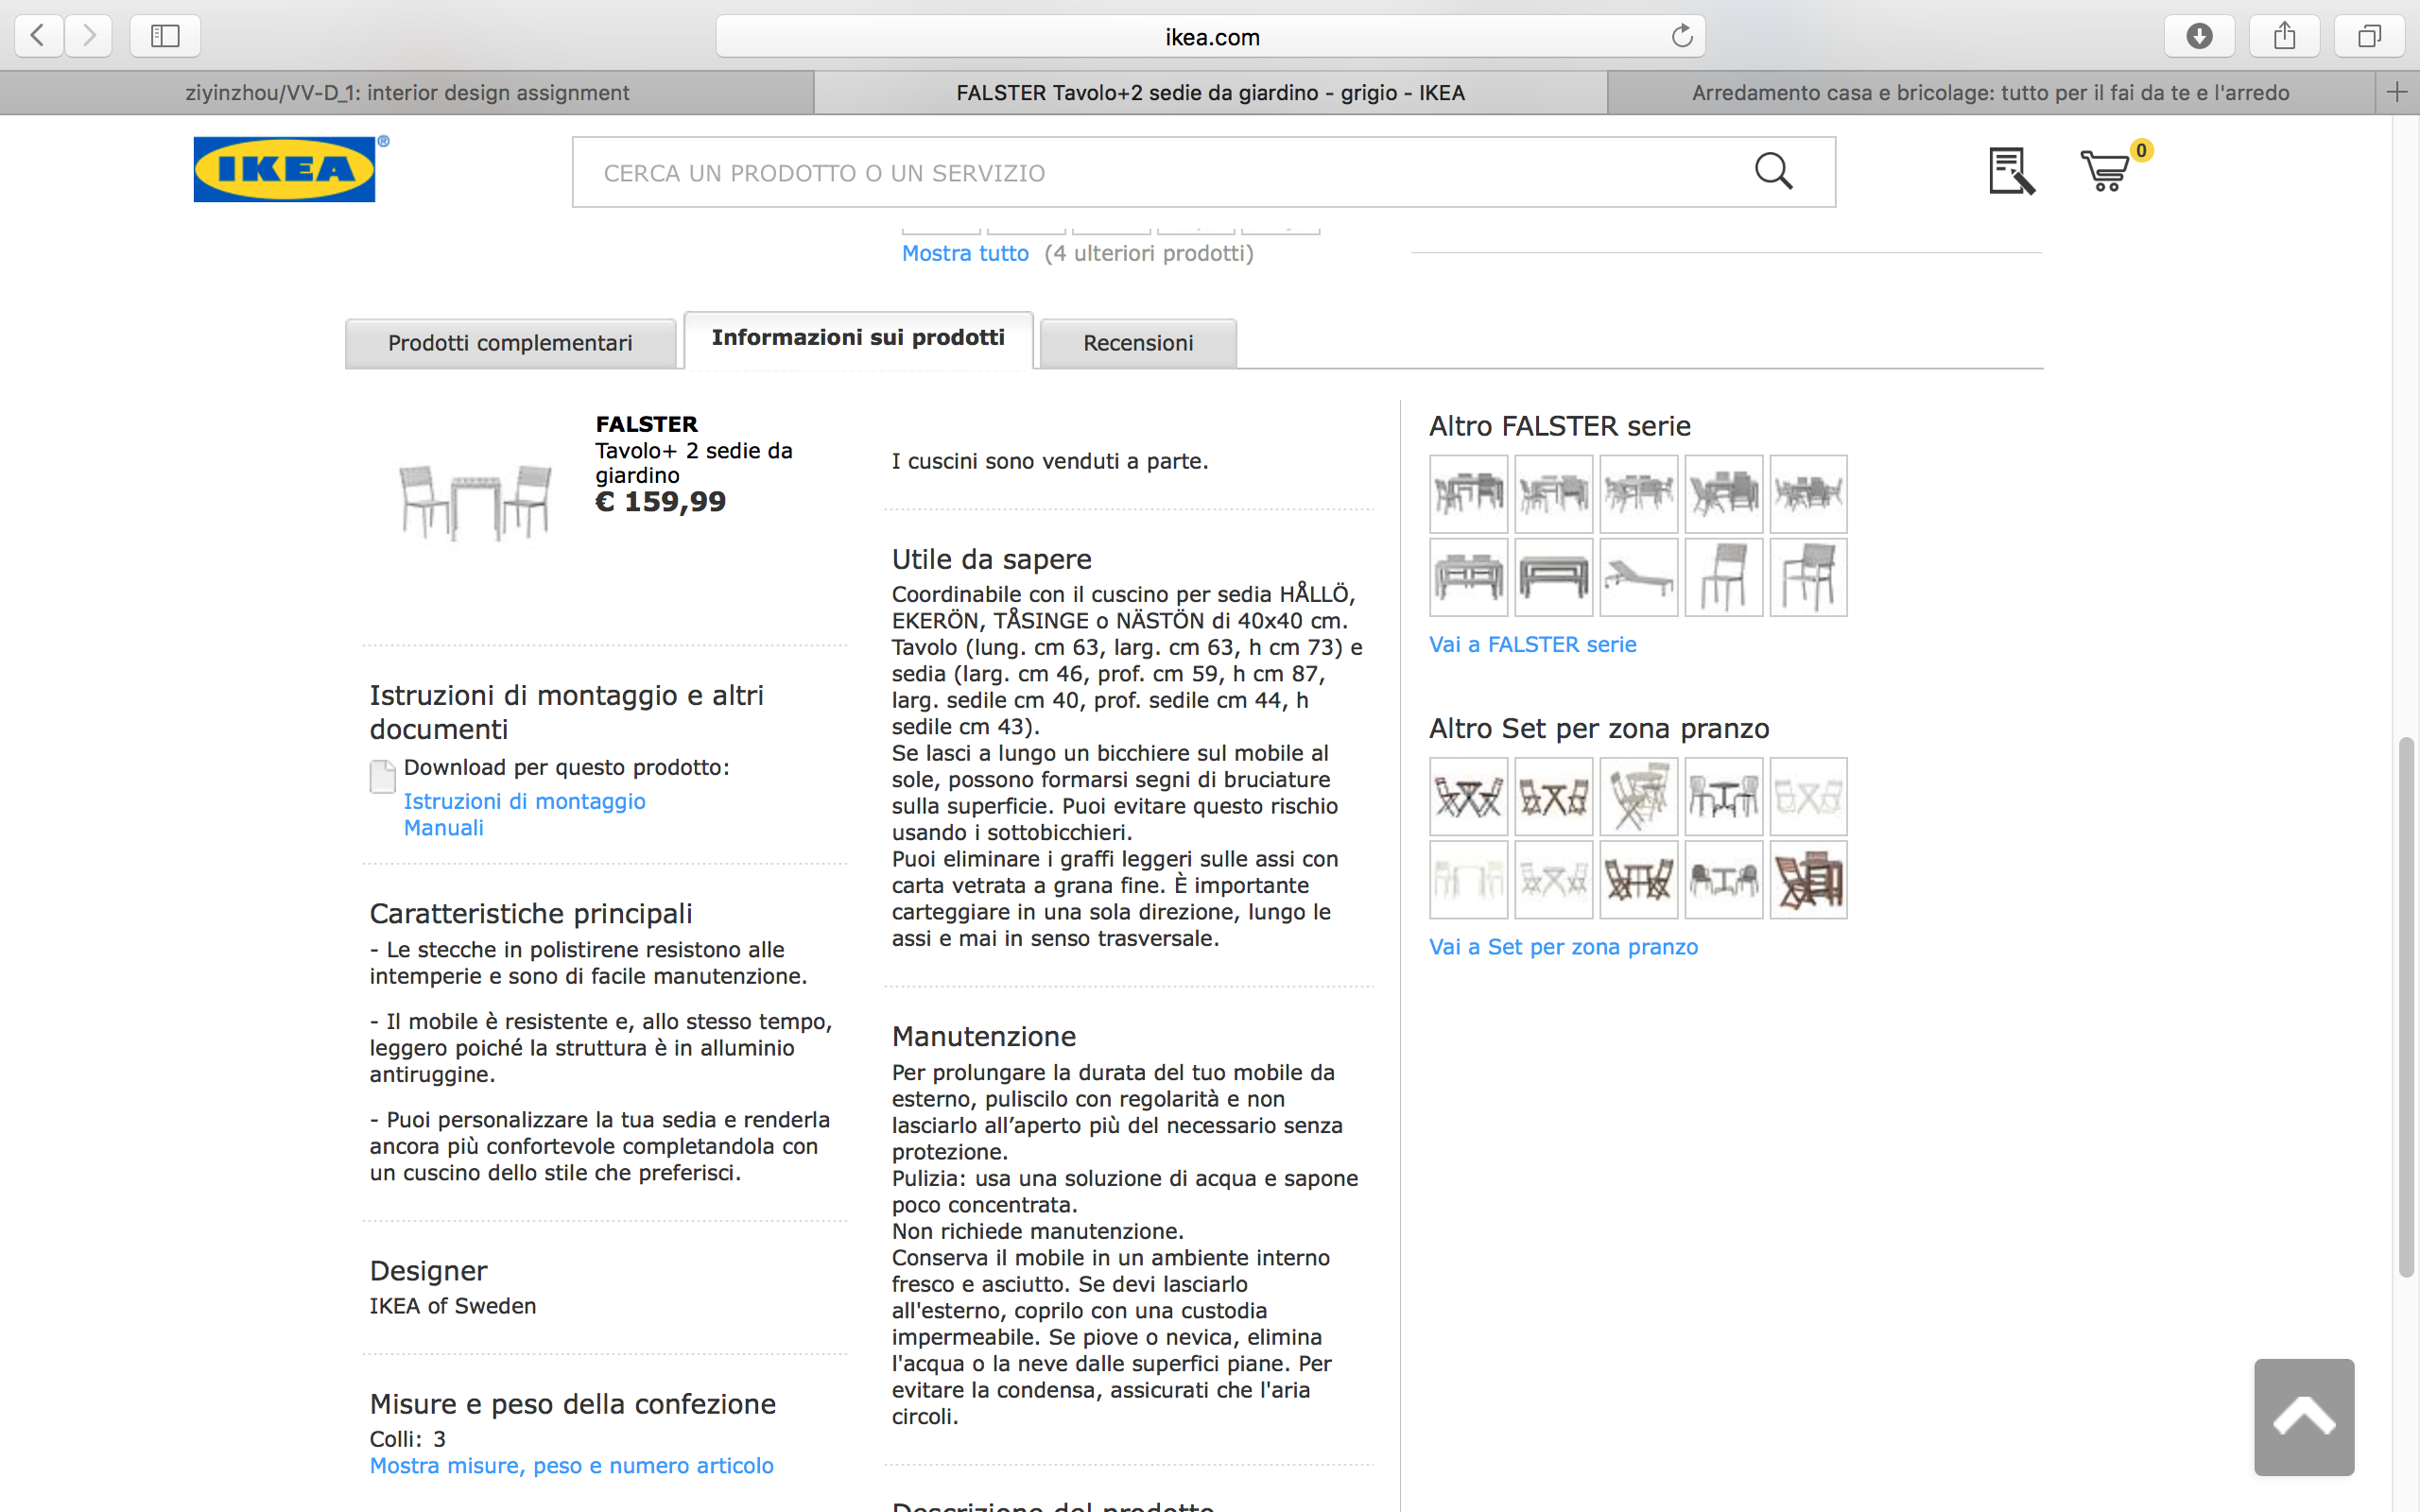 ikea.com
ziyinzhou/VV-D_1: interior design assignment
FALSTER Tavolo+2 sedie da giardino - grigio - IKEA
Arredamento casa e bricolage: tutto per il fai da te e l'arredo
IKEA®
CERCA UN PRODOTTO O UN SERVIZIO
0
Mostra tutto (4 ulteriori prodotti)
Prodotti complementari
Informazioni sui prodotti
Recensioni
FALSTER
Tavolo+ 2 sedie da
giardino
€ 159,99
Istruzioni di montaggio e altri
documenti
Download per questo prodotto:
Istruzioni di montaggio
Manuali
Caratteristiche principali
- Le stecche in polistirene resistono alle
intemperie e sono di facile manutenzione.
- Il mobile è resistente e, allo stesso tempo,
leggero poiché la struttura è in alluminio
antiruggine.
- Puoi personalizzare la tua sedia e renderla
ancora più confortevole completandola con
un cuscino dello stile che preferisci.
Designer
IKEA of Sweden
Misure e peso della confezione
Colli: 3
Mostra misure, peso e numero articolo
I cuscini sono venduti a parte.
Utile da sapere
Coordinabile con il cuscino per sedia HÅLLÖ,
EKERÖN, TÅSINGE o NÄSTÖN di 40x40 cm.
Tavolo (lung. cm 63, larg. cm 63, h cm 73) e
sedia (larg. cm 46, prof. cm 59, h cm 87,
larg. sedile cm 40, prof. sedile cm 44, h
sedile cm 43).
Se lasci a lungo un bicchiere sul mobile al
sole, possono formarsi segni di bruciature
sulla superficie. Puoi evitare questo rischio
usando i sottobicchieri.
Puoi eliminare i graffi leggeri sulle assi con
carta vetrata a grana fine. È importante
carteggiare in una sola direzione, lungo le
assi e mai in senso trasversale.
Manutenzione
Per prolungare la durata del tuo mobile da
esterno, puliscilo con regolarità e non
lasciarlo all’aperto più del necessario senza
protezione.
Pulizia: usa una soluzione di acqua e sapone
poco concentrata.
Non richiede manutenzione.
Conserva il mobile in un ambiente interno
fresco e asciutto. Se devi lasciarlo
all'esterno, coprilo con una custodia
impermeabile. Se piove o nevica, elimina
l'acqua o la neve dalle superfici piane. Per
evitare la condensa, assicurati che l'aria
circoli.
Descrizione del prodotto
Altro FALSTER serie
Vai a FALSTER serie
Altro Set per zona pranzo
Vai a Set per zona pranzo